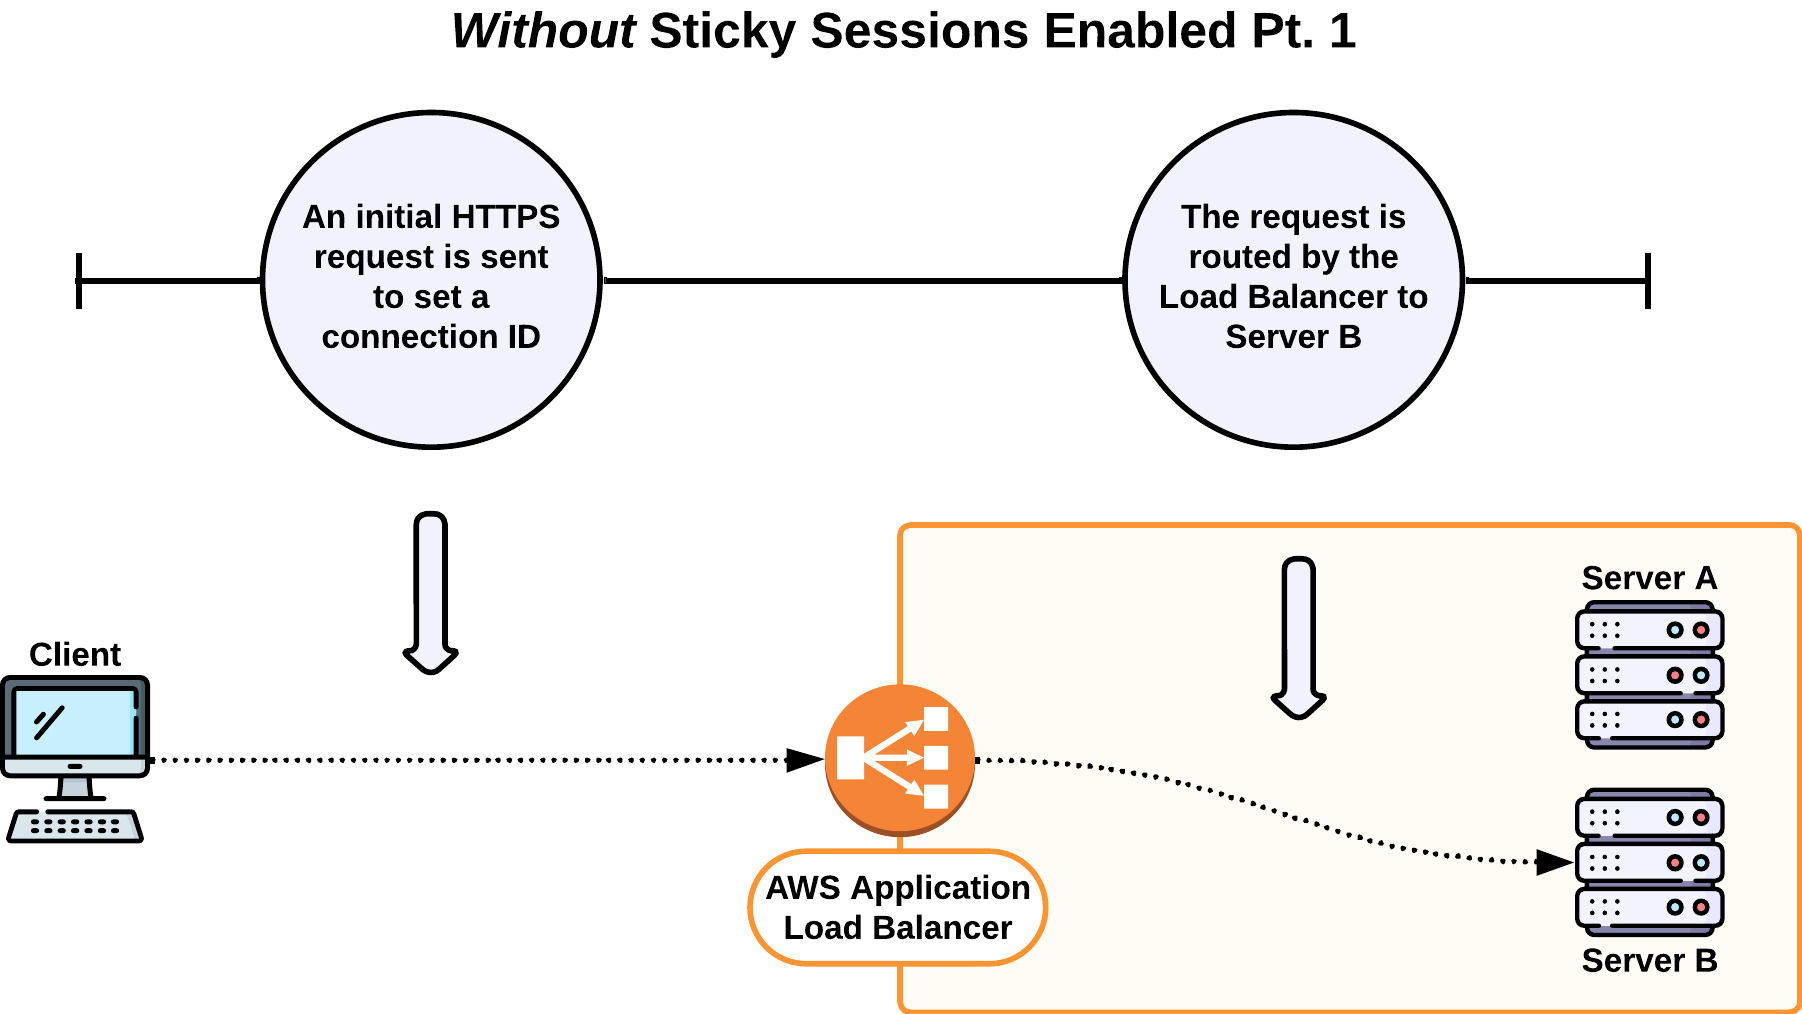 Without Sticky Sessions Enabled Pt. 1
An initial HTTPS
request is sent
to set a
connection ID
The request is
routed by the
Load Balancer to
Server B
Client
AWS Application
Load Balancer
Server A
Server B